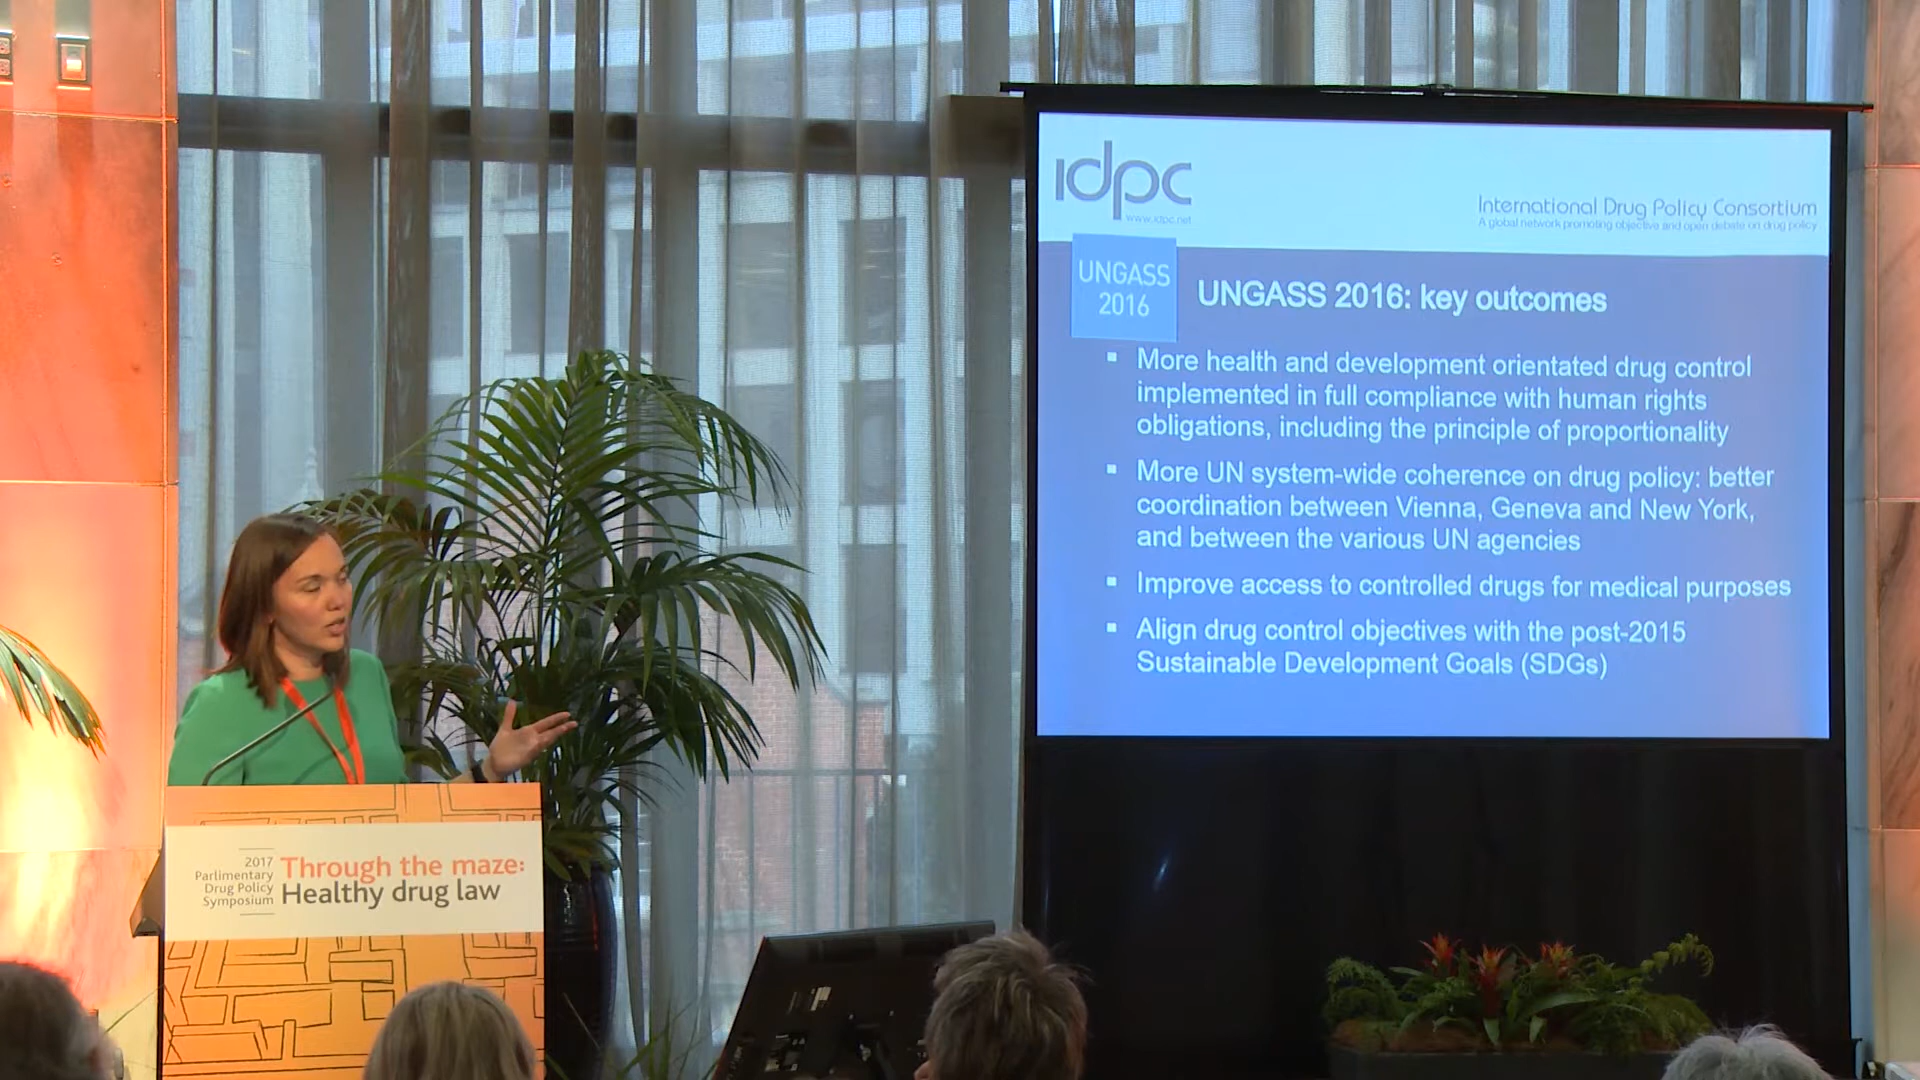 idpc
www.idpc.net
International Drug Policy Consortium
A global network promoting objective and open debate on drug policy
UNGASS
2016
UNGASS 2016: key outcomes
More health and development orientated drug control
implemented in full compliance with human rights
obligations, including the principle of proportionality
More UN system-wide coherence on drug policy: better
coordination between Vienna, Geneva and New York,
and between the various UN agencies
Improve access to controlled drugs for medical purposes
Align drug control objectives with the post-2015
Sustainable Development Goals (SDGs)
2017
Parlimentary
Drug Policy
Symposium
Through the maze:
Healthy drug law